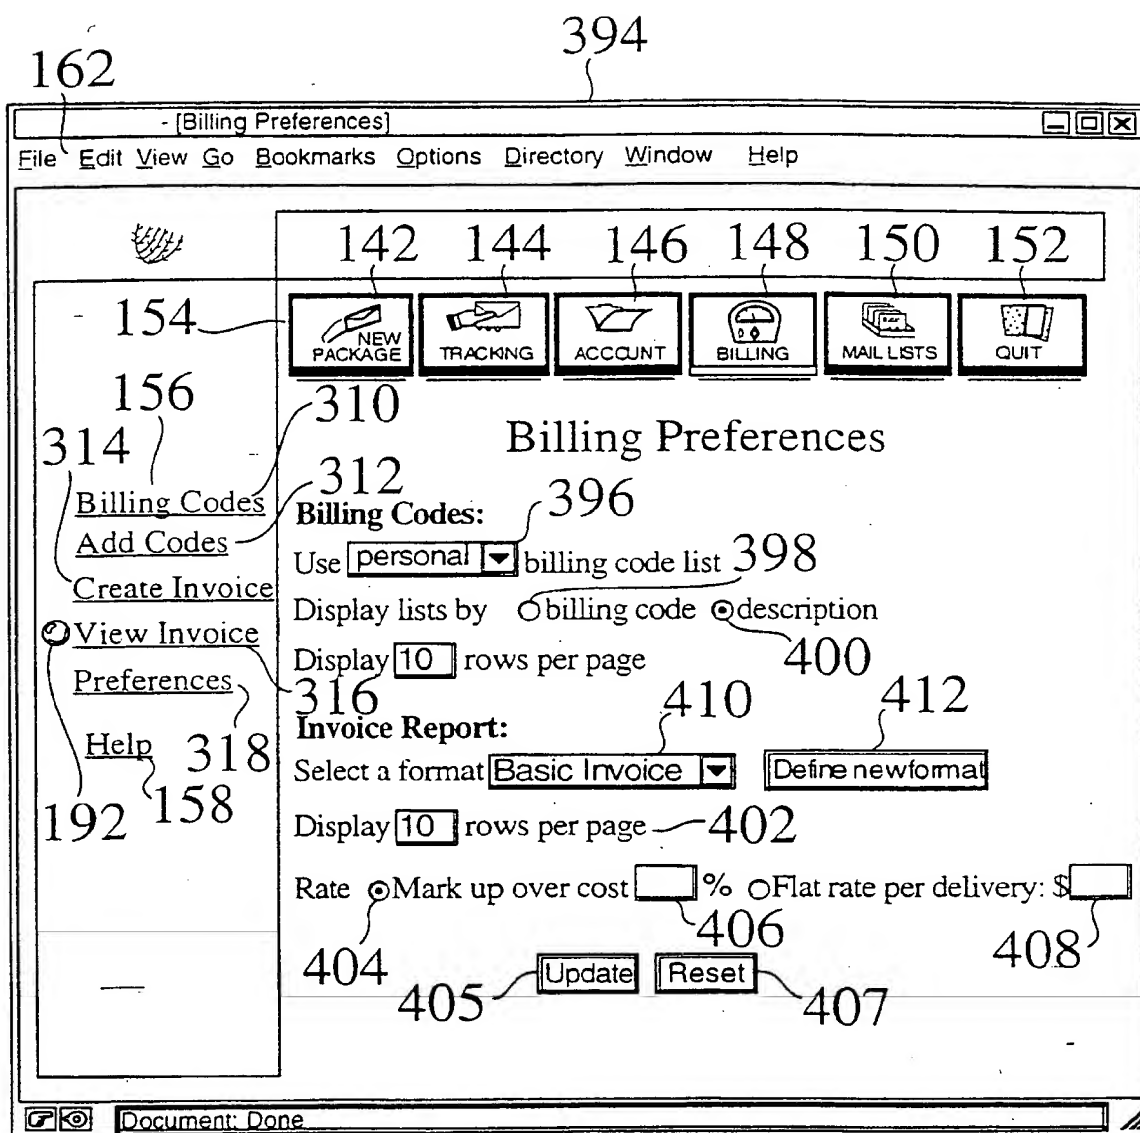 394
162
- [Billing Preferences]
File Edit View Go Bookmarks Options Directory Window Help
142 144 146 148 150 152
154
NEW PACKAGE
TRACKING
ACCOUNT
BILLING
MAIL LISTS
QUIT
156
310
314
Billing Preferences
312
396
Billing Codes
Billing Codes:
Add Codes
Use personal billing code list 398
Create Invoice
Display lists by billing code description
View Invoice
400
Display 10 rows per page
Preferences
316
410
412
Invoice Report:
Help
318
Select a format Basic Invoice Define newformat
192
158
Display 10 rows per page 402
Rate Mark up over cost % Flat rate per delivery: $
406
408
404
Update Reset
405
407
Document: Done